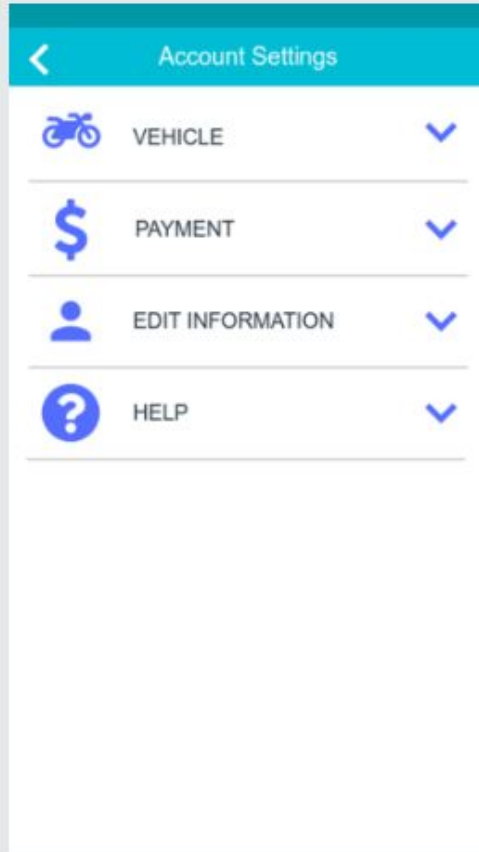 Account Settings
VEHICLE
PAYMENT
EDIT INFORMATION
HELP